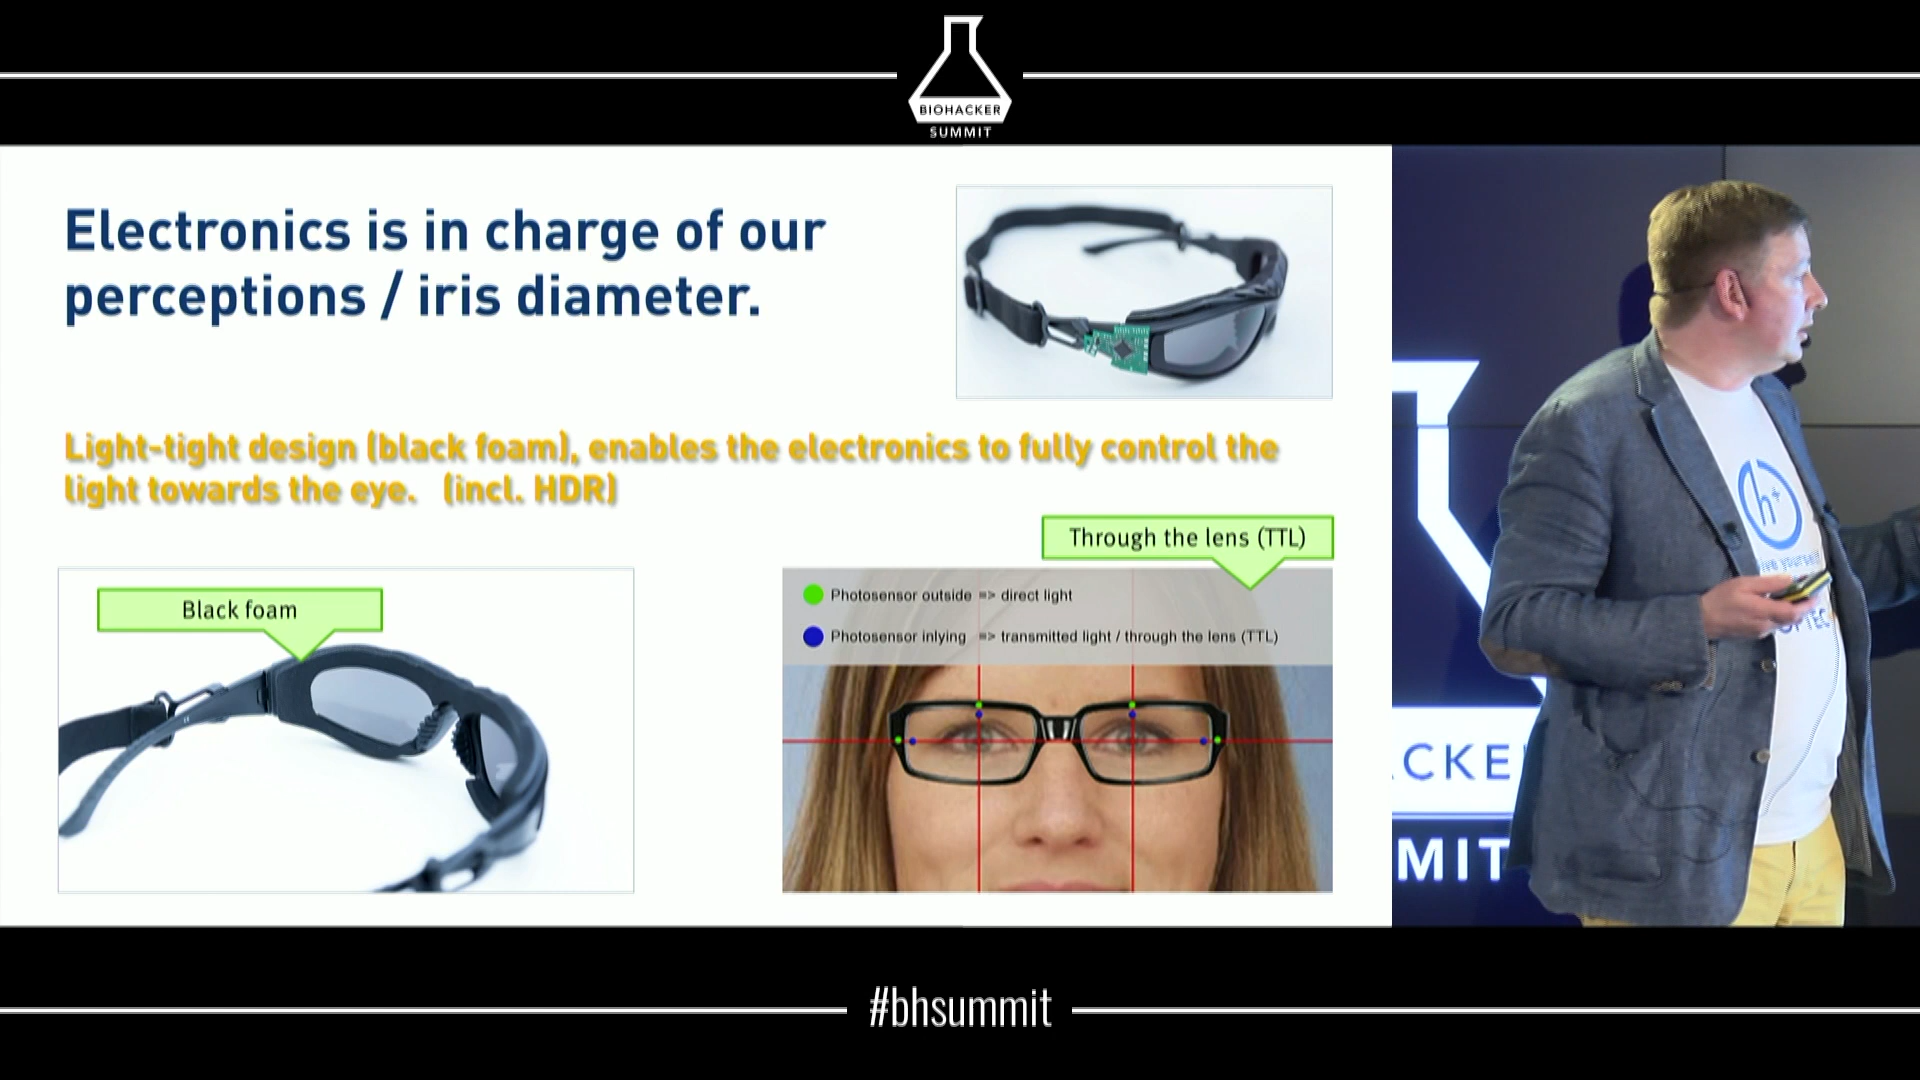 BIOHACKER
SUMMIT
Electronics is in charge of our
perceptions / iris diameter.
Light-tight design (black foam), enables the electronics to fully control the
light towards the eye. (incl. HDR)
Through the lens (TTL)
Black foam
Photosensor outside => direct light
Photosensor inlying => transmitted light / through the lens (TTL)
h+
ACKE
MIT
#bhsummit